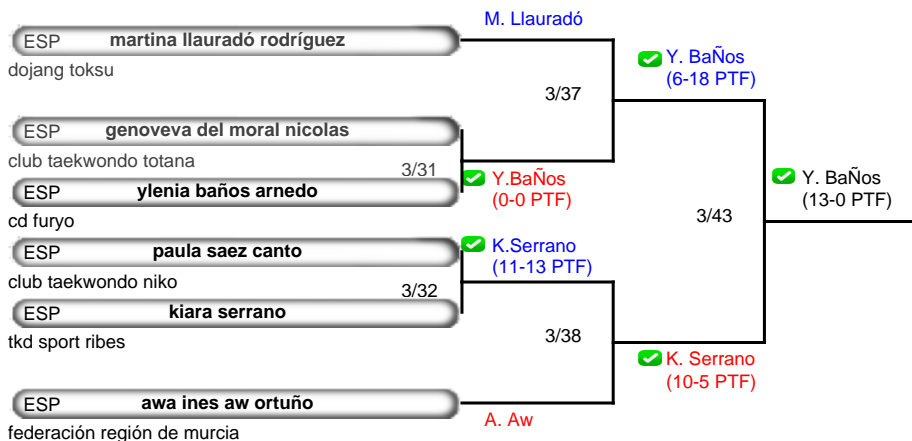 M. Llauradó
ESP martina llauradó rodríguez
dojang toksu
Y. BaÑos
(6-18 PTF)
3/37
ESP genoveva del moral nicolas
club taekwondo totana
3/31
Y.BaÑos
(0-0 PTF)
ESP ylenia baños arnedo
cd furyo
Y. BaÑos
(13-0 PTF)
3/43
ESP paula saez canto
club taekwondo niko
K.Serrano
(11-13 PTF)
3/32
ESP kiara serrano
tkd sport ribes
3/38
K. Serrano
(10-5 PTF)
ESP awa ines aw ortuño
federación región de murcia
A. Aw